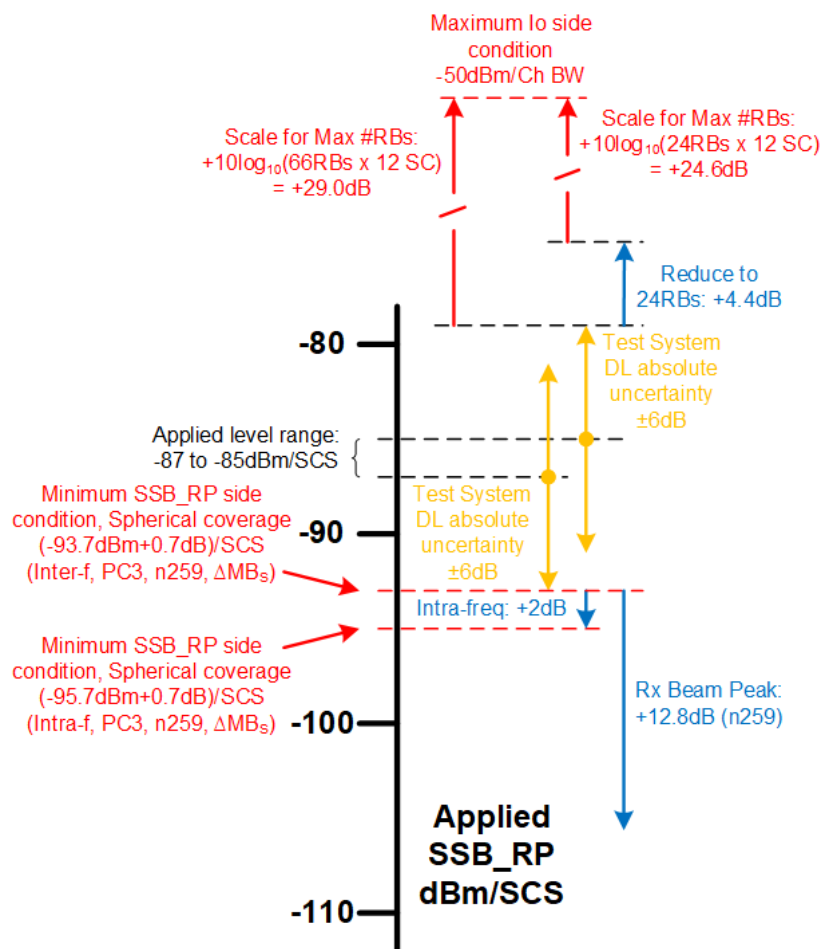 Maximum Io side
condition
-50dBm/Ch BW
Scale for Max #RBs:
+10log₁₀(66RBs x 12 SC)
= +29.0dB
Scale for Max #RBs:
+10log₁₀(24RBs x 12 SC)
= +24.6dB
Reduce to
24RBs: +4.4dB
-80
Test System
DL absolute
uncertainty
±6dB
Applied level range:
-87 to -85dBm/SCS
Minimum SSB_RP side
condition, Spherical coverage
(-93.7dBm+0.7dB)/SCS
(Inter-f, PC3, n259, ΔMBₛ)
Test System
DL absolute
uncertainty
±6dB
-90
Intra-freq: +2dB
Minimum SSB_RP side
condition, Spherical coverage
(-95.7dBm+0.7dB)/SCS
(Intra-f, PC3, n259, ΔMBₛ)
Rx Beam Peak:
+12.8dB (n259)
-100
Applied
SSB_RP
dBm/SCS
-110